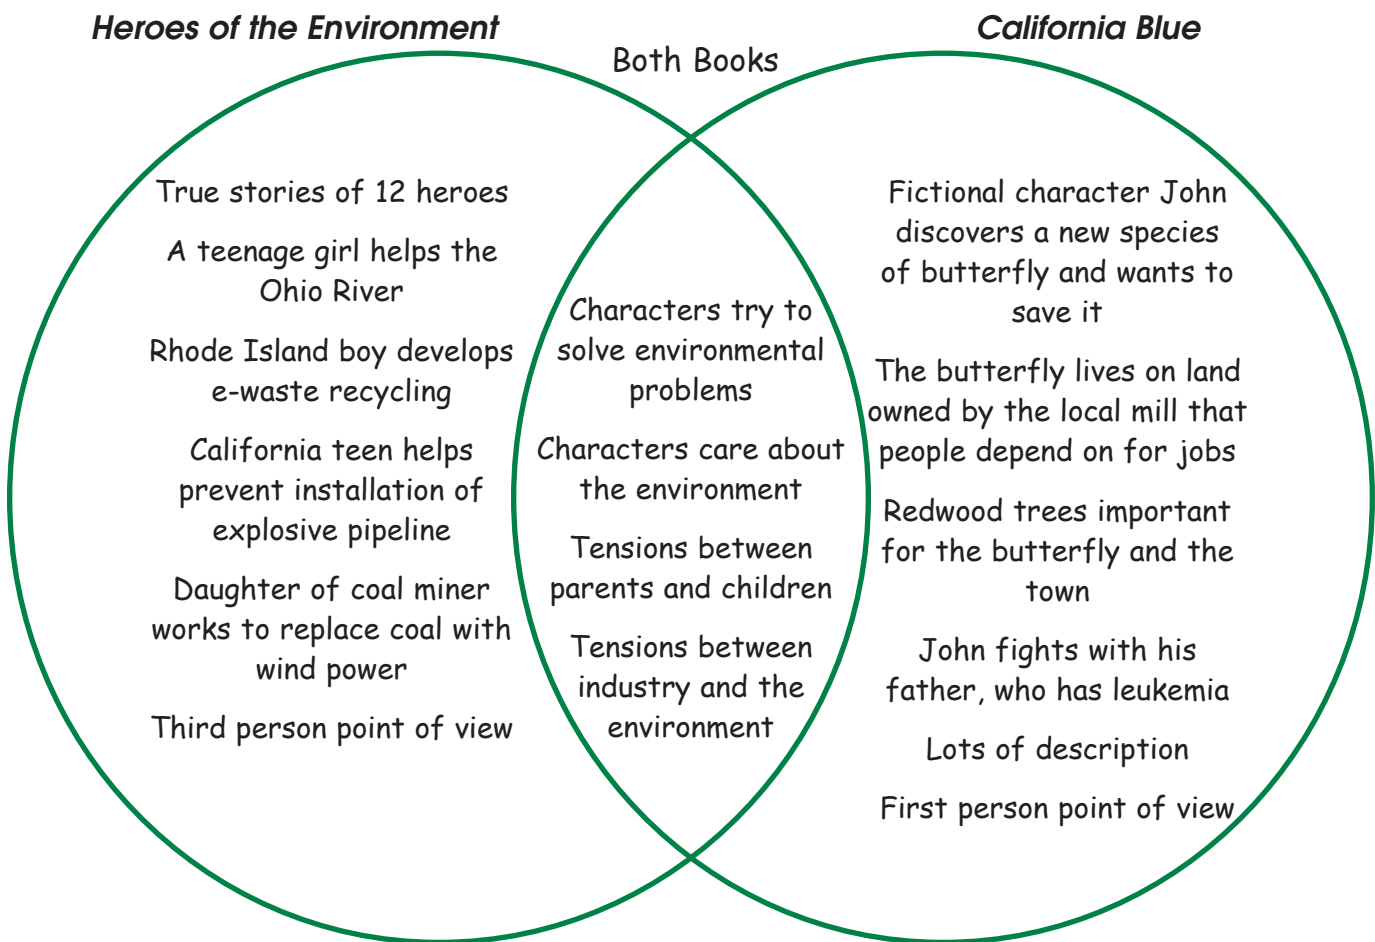 Heroes of the Environment
California Blue
Both Books
True stories of 12 heroes
A teenage girl helps the
Ohio River
Rhode Island boy develops
e-waste recycling
California teen helps
prevent installation of
explosive pipeline
Daughter of coal miner
works to replace coal with
wind power
Third person point of view
Characters try to
solve environmental
problems
Characters care about
the environment
Tensions between
parents and children
Tensions between
industry and the
environment
Fictional character John
discovers a new species
of butterfly and wants to
save it
The butterfly lives on land
owned by the local mill that
people depend on for jobs
Redwood trees important
for the butterfly and the
town
John fights with his
father, who has leukemia
Lots of description
First person point of view